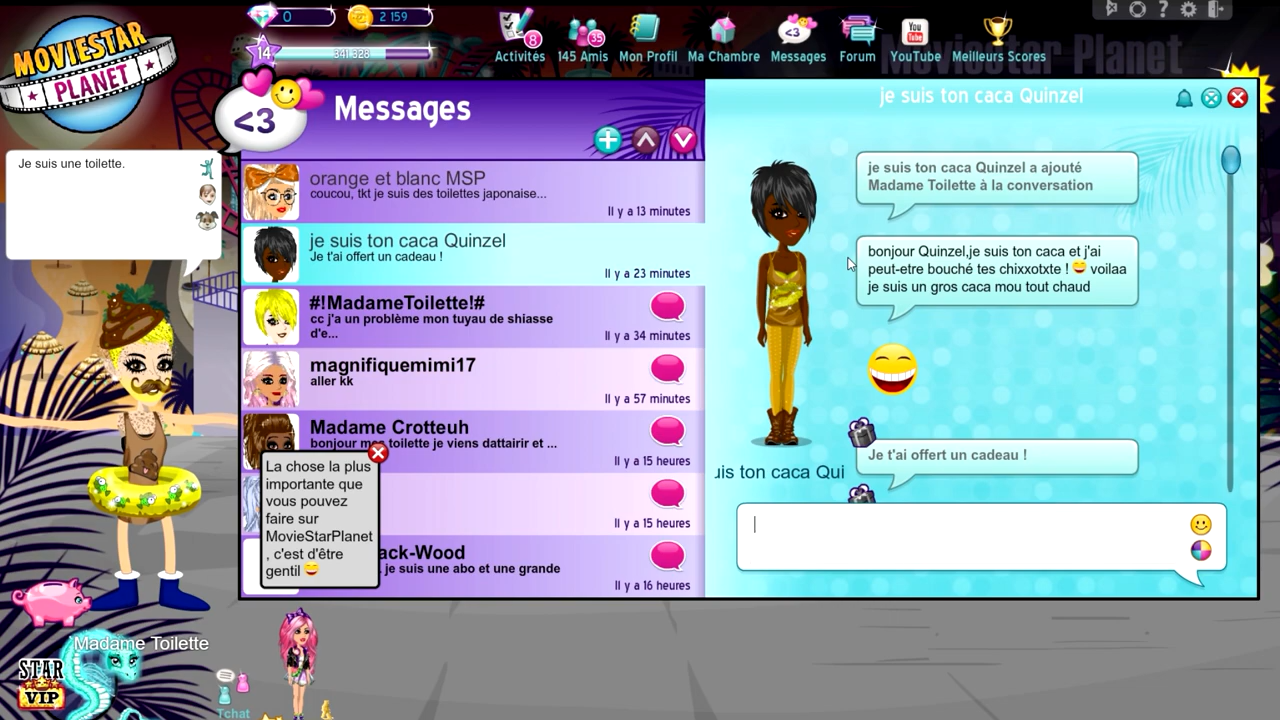 MOVIESTAR
PLANET
0
2 159
14
341 328
8
35
<3
You
Tube
Activités
145 Amis
Mon Profil
Ma Chambre
Messages
Forum
YouTube
Meilleurs Scores
Moviestar Planet
<3
Messages
je suis ton caca Quinzel
Je suis une toilette.
orange et blanc MSP
coucou, tkt je suis des toilettes japonaise...
Il y a 13 minutes
je suis ton caca Quinzel
Je t'ai offert un cadeau !
Il y a 23 minutes
#!MadameToilette!#
cc j'a un problème mon tuyau de shiasse
d'e...
Il y a 34 minutes
magnifiquemimi17
aller kk
Il y a 57 minutes
Madame Crotteuh
bonjour mes toilette je viens dattairir et ...
Il y a 15 heures
Il y a 15 heures
ack-Wood
je suis une abo et une grande
Il y a 16 heures
La chose la plus
importante que
vous pouvez
faire sur
MovieStarPlanet
, c'est d'être
gentil 😄
je suis ton caca Quinzel a ajouté
Madame Toilette à la conversation
bonjour Quinzel,je suis ton caca et j'ai
peut-etre bouché tes chixxotxte ! 😄 voilaa
je suis un gros caca mou tout chaud
Je t'ai offert un cadeau !
uis ton caca Qui
Madame Toilette
STAR
VIP
Tchat